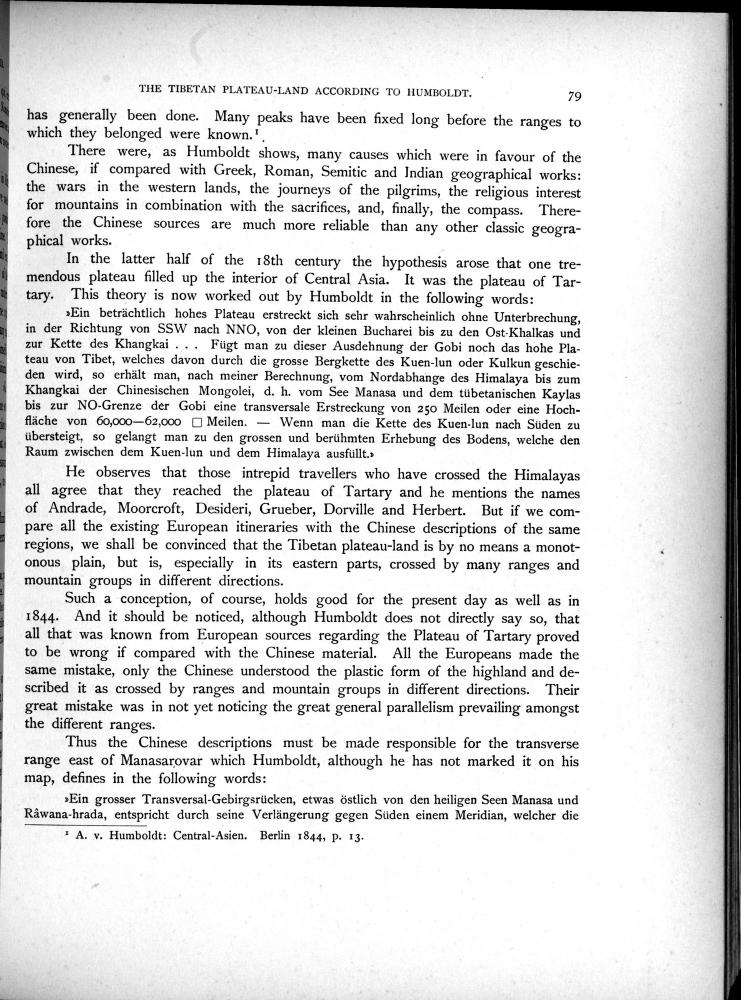 THE TIBETAN PLATEAU-LAND ACCORDING TO HUMBOLDT. 79
has generally been done. Many peaks have been fixed long before the ranges to
which they belonged were known.¹
There were, as Humboldt shows, many causes which were in favour of the
Chinese, if compared with Greek, Roman, Semitic and Indian geographical works:
the wars in the western lands, the journeys of the pilgrims, the religious interest
for mountains in combination with the sacrifices, and, finally, the compass. There-
fore the Chinese sources are much more reliable than any other classic geogra-
phical works.
In the latter half of the 18th century the hypothesis arose that one tre-
mendous plateau filled up the interior of Central Asia. It was the plateau of Tar-
tary. This theory is now worked out by Humboldt in the following words:
»Ein beträchtlich hohes Plateau erstreckt sich sehr wahrscheinlich ohne Unterbrechung,
in der Richtung von SSW nach NNO, von der kleinen Bucharei bis zu den Ost-Khalkas und
zur Kette des Khangkai . . . Fügt man zu dieser Ausdehnung der Gobi noch das hohe Pla-
teau von Tibet, welches davon durch die grosse Bergkette des Kuen-lun oder Kulkun geschie-
den wird, so erhält man, nach meiner Berechnung, vom Nordabhange des Himalaya bis zum
Khangkai der Chinesischen Mongolei, d. h. vom See Manasa und dem tübetanischen Kaylas
bis zur NO-Grenze der Gobi eine transversale Erstreckung von 250 Meilen oder eine Hoch-
fläche von 60,000—62,000 □ Meilen. — Wenn man die Kette des Kuen-lun nach Süden zu
übersteigt, so gelangt man zu den grossen und berühmten Erhebung des Bodens, welche den
Raum zwischen dem Kuen-lun und dem Himalaya ausfüllt.»
He observes that those intrepid travellers who have crossed the Himalayas
all agree that they reached the plateau of Tartary and he mentions the names
of Andrade, Moorcroft, Desideri, Grueber, Dorville and Herbert. But if we com-
pare all the existing European itineraries with the Chinese descriptions of the same
regions, we shall be convinced that the Tibetan plateau-land is by no means a monot-
onous plain, but is, especially in its eastern parts, crossed by many ranges and
mountain groups in different directions.
Such a conception, of course, holds good for the present day as well as in
1844. And it should be noticed, although Humboldt does not directly say so, that
all that was known from European sources regarding the Plateau of Tartary proved
to be wrong if compared with the Chinese material. All the Europeans made the
same mistake, only the Chinese understood the plastic form of the highland and de-
scribed it as crossed by ranges and mountain groups in different directions. Their
great mistake was in not yet noticing the great general parallelism prevailing amongst
the different ranges.
Thus the Chinese descriptions must be made responsible for the transverse
range east of Manasarovar which Humboldt, although he has not marked it on his
map, defines in the following words:
»Ein grosser Transversal-Gebirgsrücken, etwas östlich von den heiligen Seen Manasa und
Râwana-hrada, entspricht durch seine Verlängerung gegen Süden einem Meridian, welcher die
¹ A. v. Humboldt: Central-Asien. Berlin 1844, p. 13.